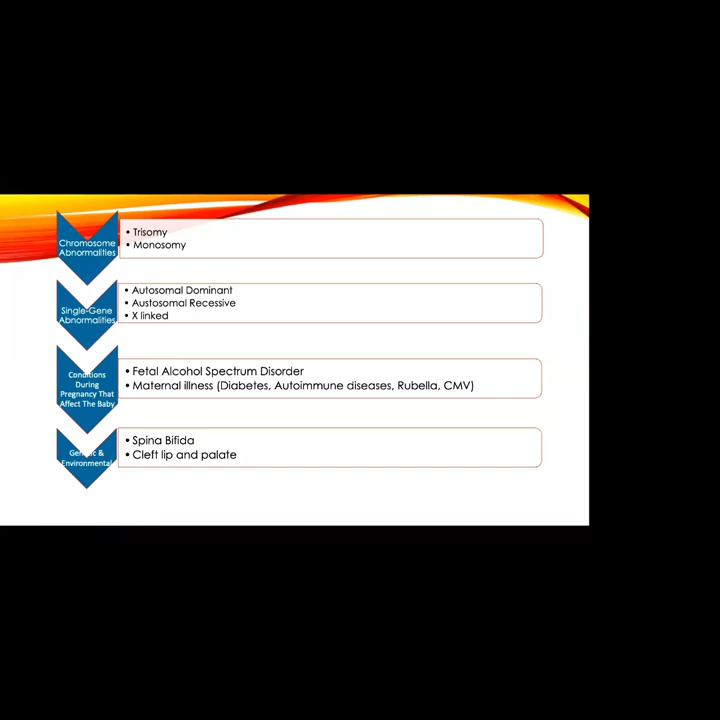 Chromosome
Abnormalities
• Trisomy
• Monosomy
Single-Gene
Abnormalities
• Autosomal Dominant
• Austosomal Recessive
• X linked
Conditions
During
Pregnancy That
Affect The Baby
• Fetal Alcohol Spectrum Disorder
• Maternal illness (Diabetes, Autoimmune diseases, Rubella, CMV)
Genetic &
Environmental
• Spina Bifida
• Cleft lip and palate